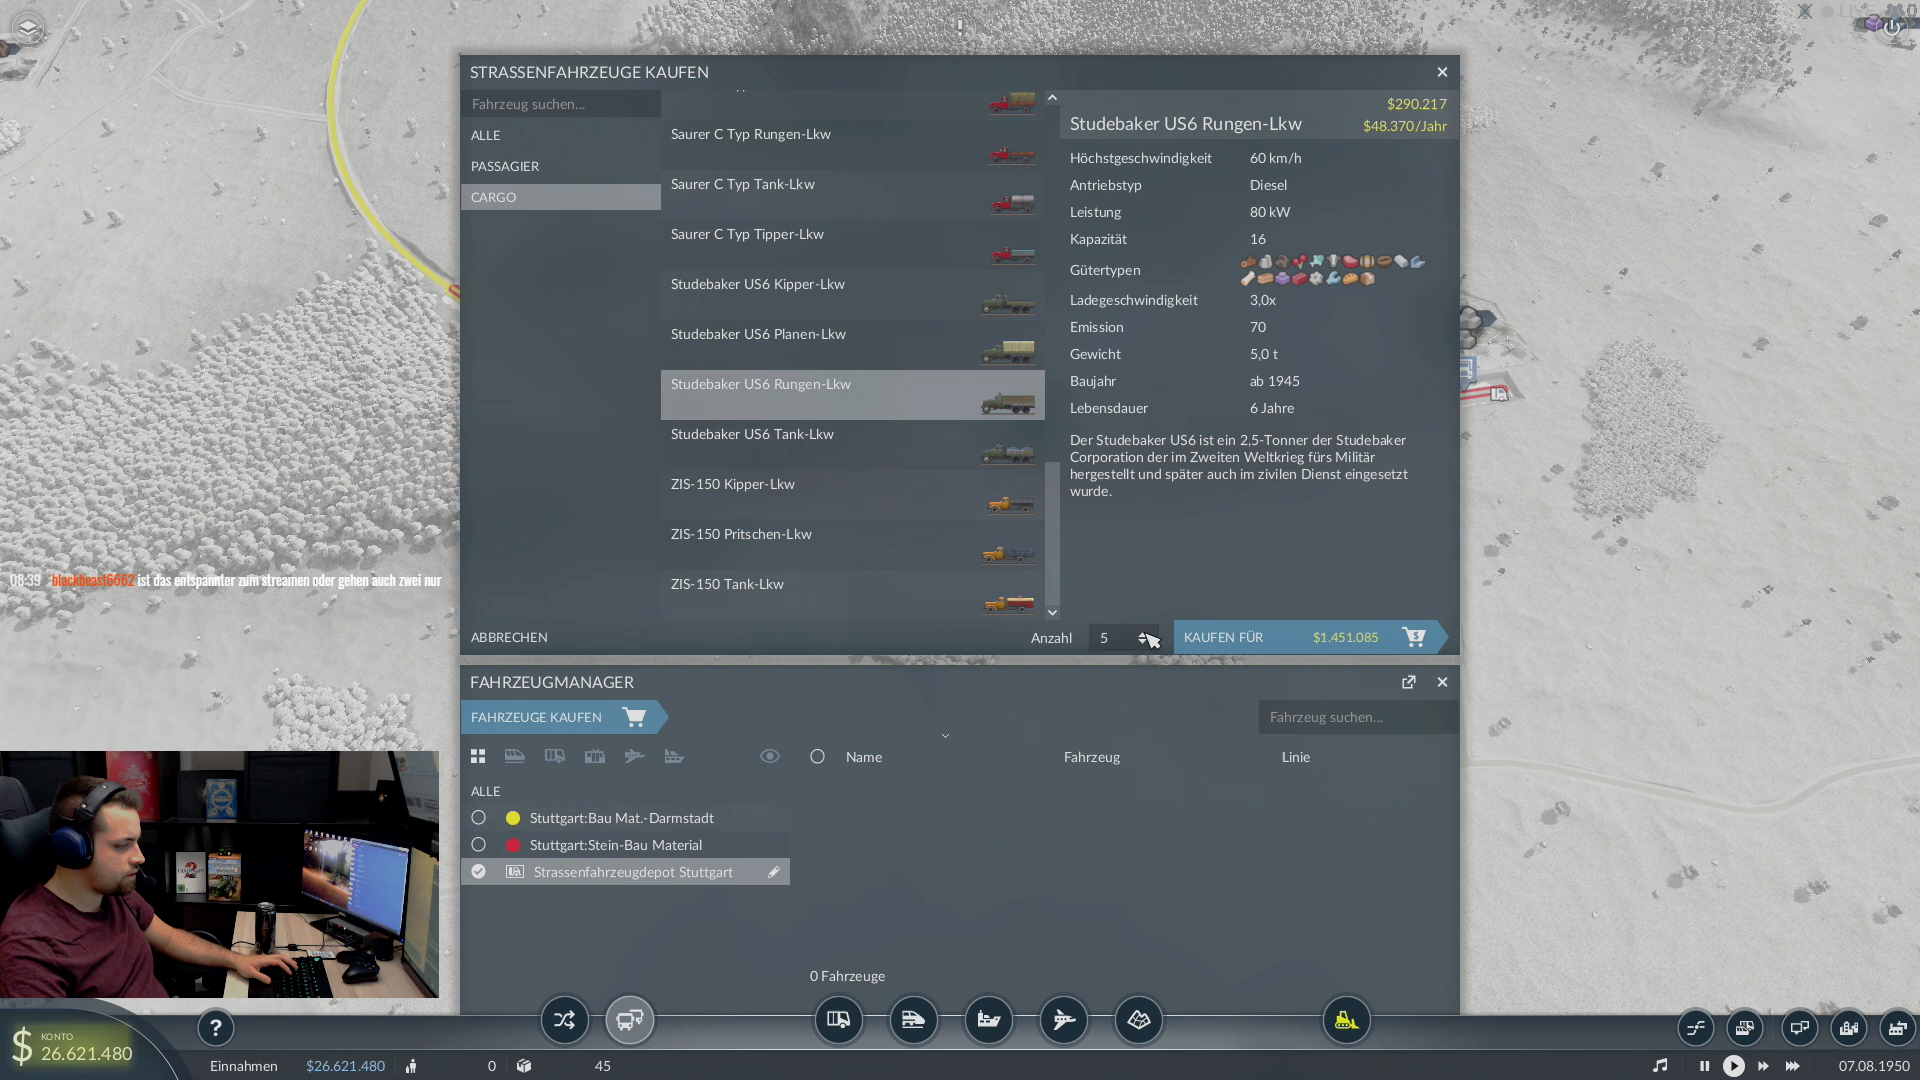 STRASSENFAHRZEUGE KAUFEN
Fahrzeug suchen...
ALLE
PASSAGIER
CARGO
Saurer C Typ Rungen-Lkw
Saurer C Typ Tank-Lkw
Saurer C Typ Tipper-Lkw
Studebaker US6 Kipper-Lkw
Studebaker US6 Planen-Lkw
Studebaker US6 Rungen-Lkw
Studebaker US6 Tank-Lkw
ZIS-150 Kipper-Lkw
ZIS-150 Pritschen-Lkw
ZIS-150 Tank-Lkw
$290.217
Studebaker US6 Rungen-Lkw $48.370/Jahr
Höchstgeschwindigkeit 60 km/h
Antriebstyp Diesel
Leistung 80 kW
Kapazität 16
Gütertypen
Ladegeschwindigkeit 3,0x
Emission 70
Gewicht 5,0 t
Baujahr ab 1945
Lebensdauer 6 Jahre
Der Studebaker US6 ist ein 2,5-Tonner der Studebaker
Corporation der im Zweiten Weltkrieg fürs Militär
hergestellt und später auch im zivilen Dienst eingesetzt
wurde.
ABBRECHEN Anzahl 5 KAUFEN FÜR $1.451.085
08:39 blackbeast6662 ist das entspannter zum streamen oder gehen auch zwei nur
LIVE 0
FAHRZEUGMANAGER
FAHRZEUGE KAUFEN Fahrzeug suchen...
Name Fahrzeug Linie
ALLE
Stuttgart:Bau Mat.-Darmstadt
Stuttgart:Stein-Bau Material
Strassenfahrzeugdepot Stuttgart
0 Fahrzeuge
KONTO
$ 26.621.480
?
Einnahmen $26.621.480 0 45 07.08.1950